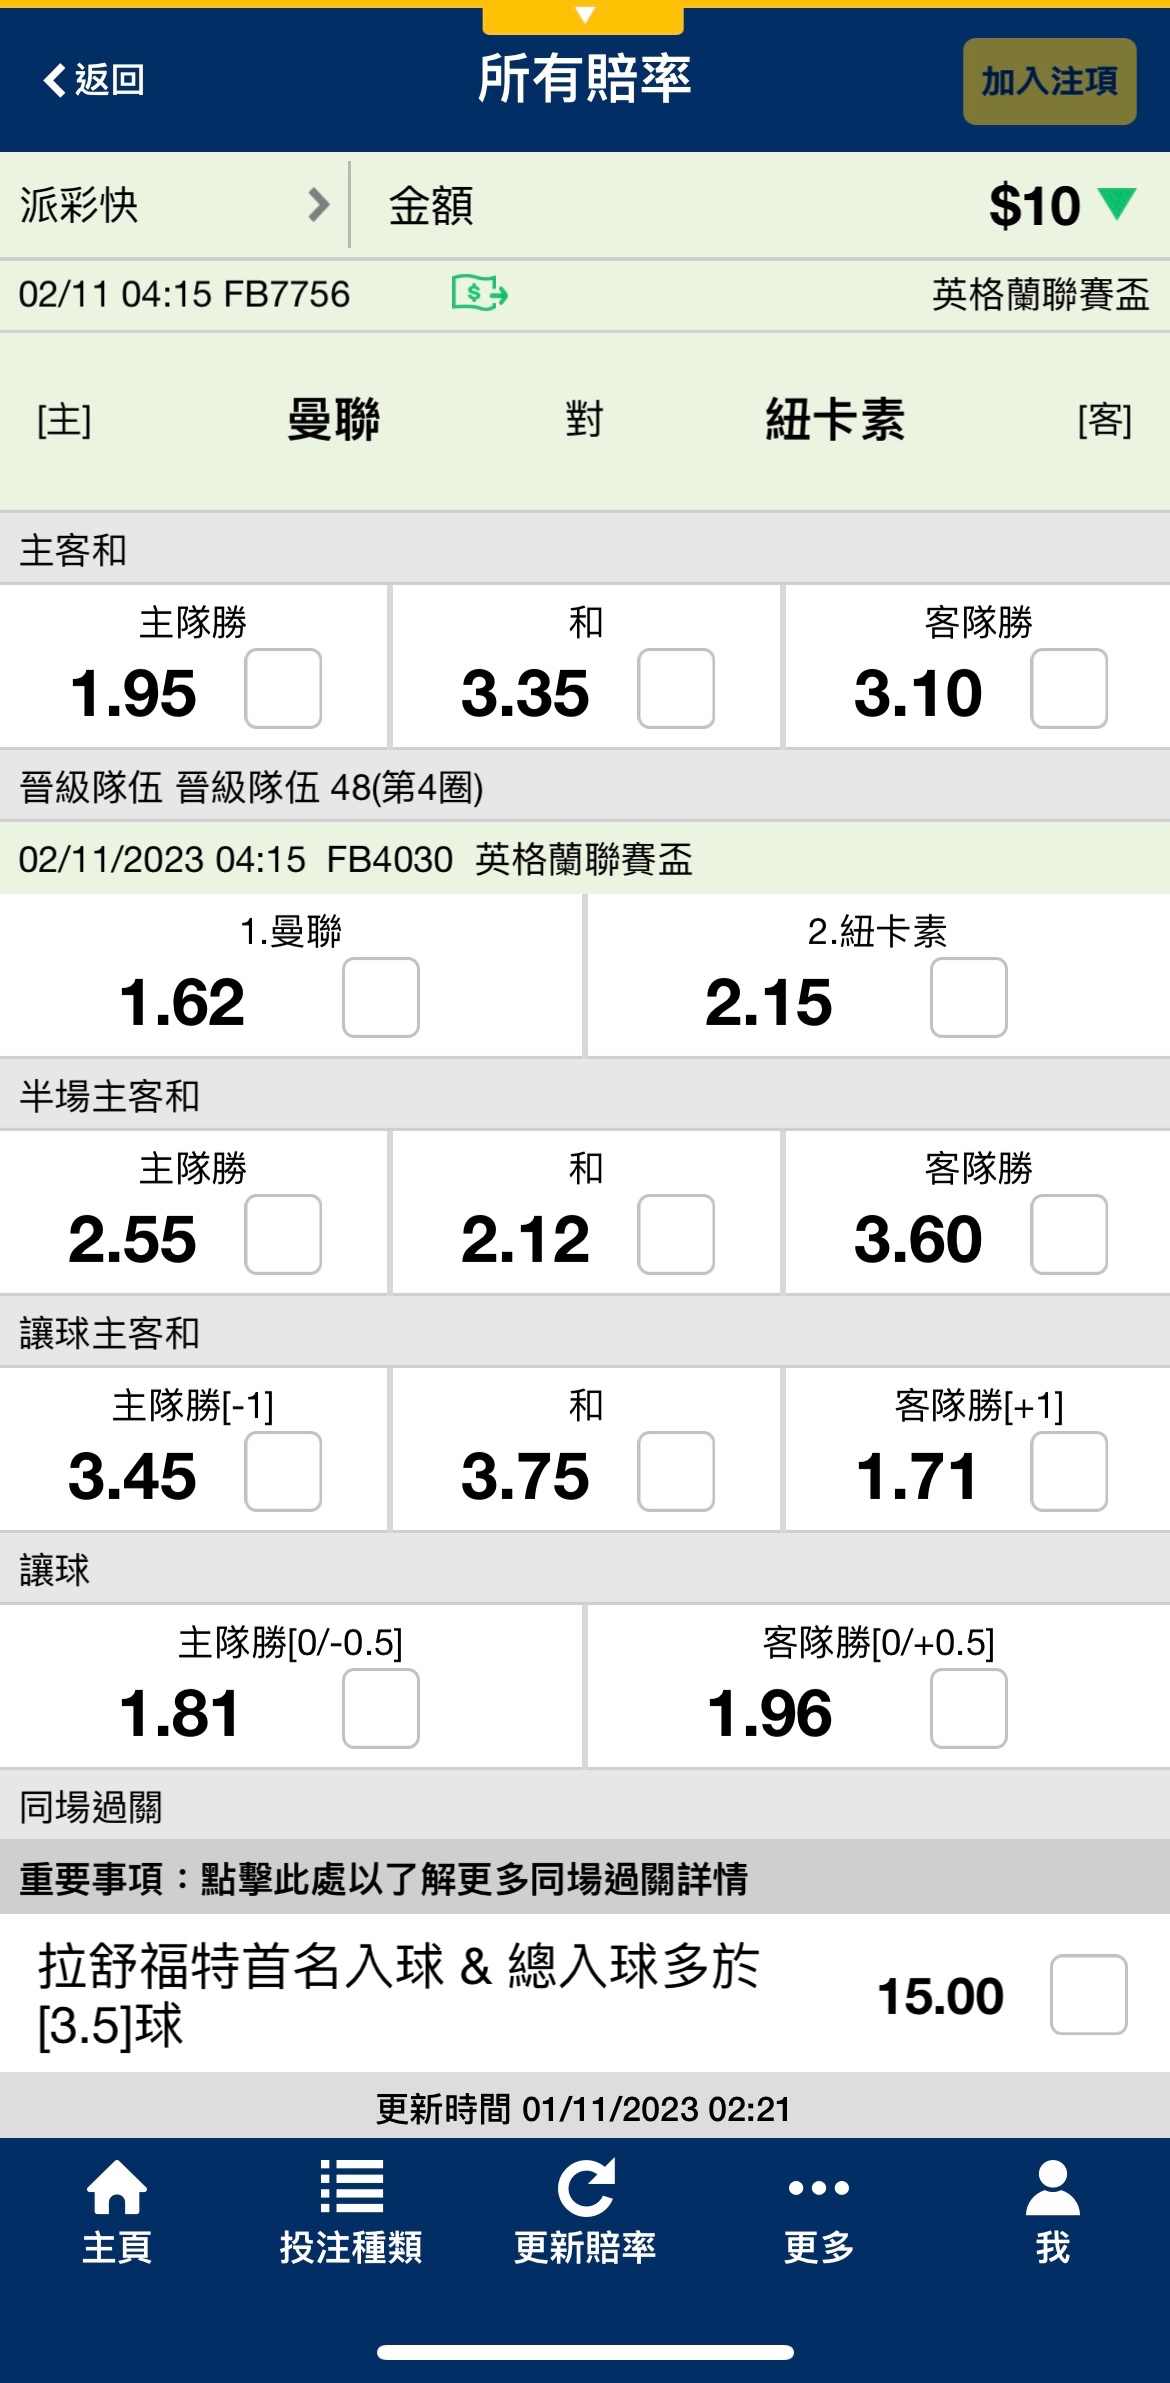 返回
所有賠率
加入注項
派彩快
金額
$10
02/11 04:15 FB7756
英格蘭聯賽盃
[主] 曼聯 對 紐卡素 [客]
主客和
主隊勝 和 客隊勝
1.95 3.35 3.10
晉級隊伍 晉級隊伍 48(第4圈)
02/11/2023 04:15 FB4030 英格蘭聯賽盃
1.曼聯 2.紐卡素
1.62 2.15
半場主客和
主隊勝 和 客隊勝
2.55 2.12 3.60
讓球主客和
主隊勝[-1] 和 客隊勝[+1]
3.45 3.75 1.71
讓球
主隊勝[0/-0.5] 客隊勝[0/+0.5]
1.81 1.96
同場過關
重要事項：點擊此處以了解更多同場過關詳情
拉舒福特首名入球 & 總入球多於
[3.5]球
15.00
更新時間 01/11/2023 02:21
主頁 投注種類 更新賠率 更多 我